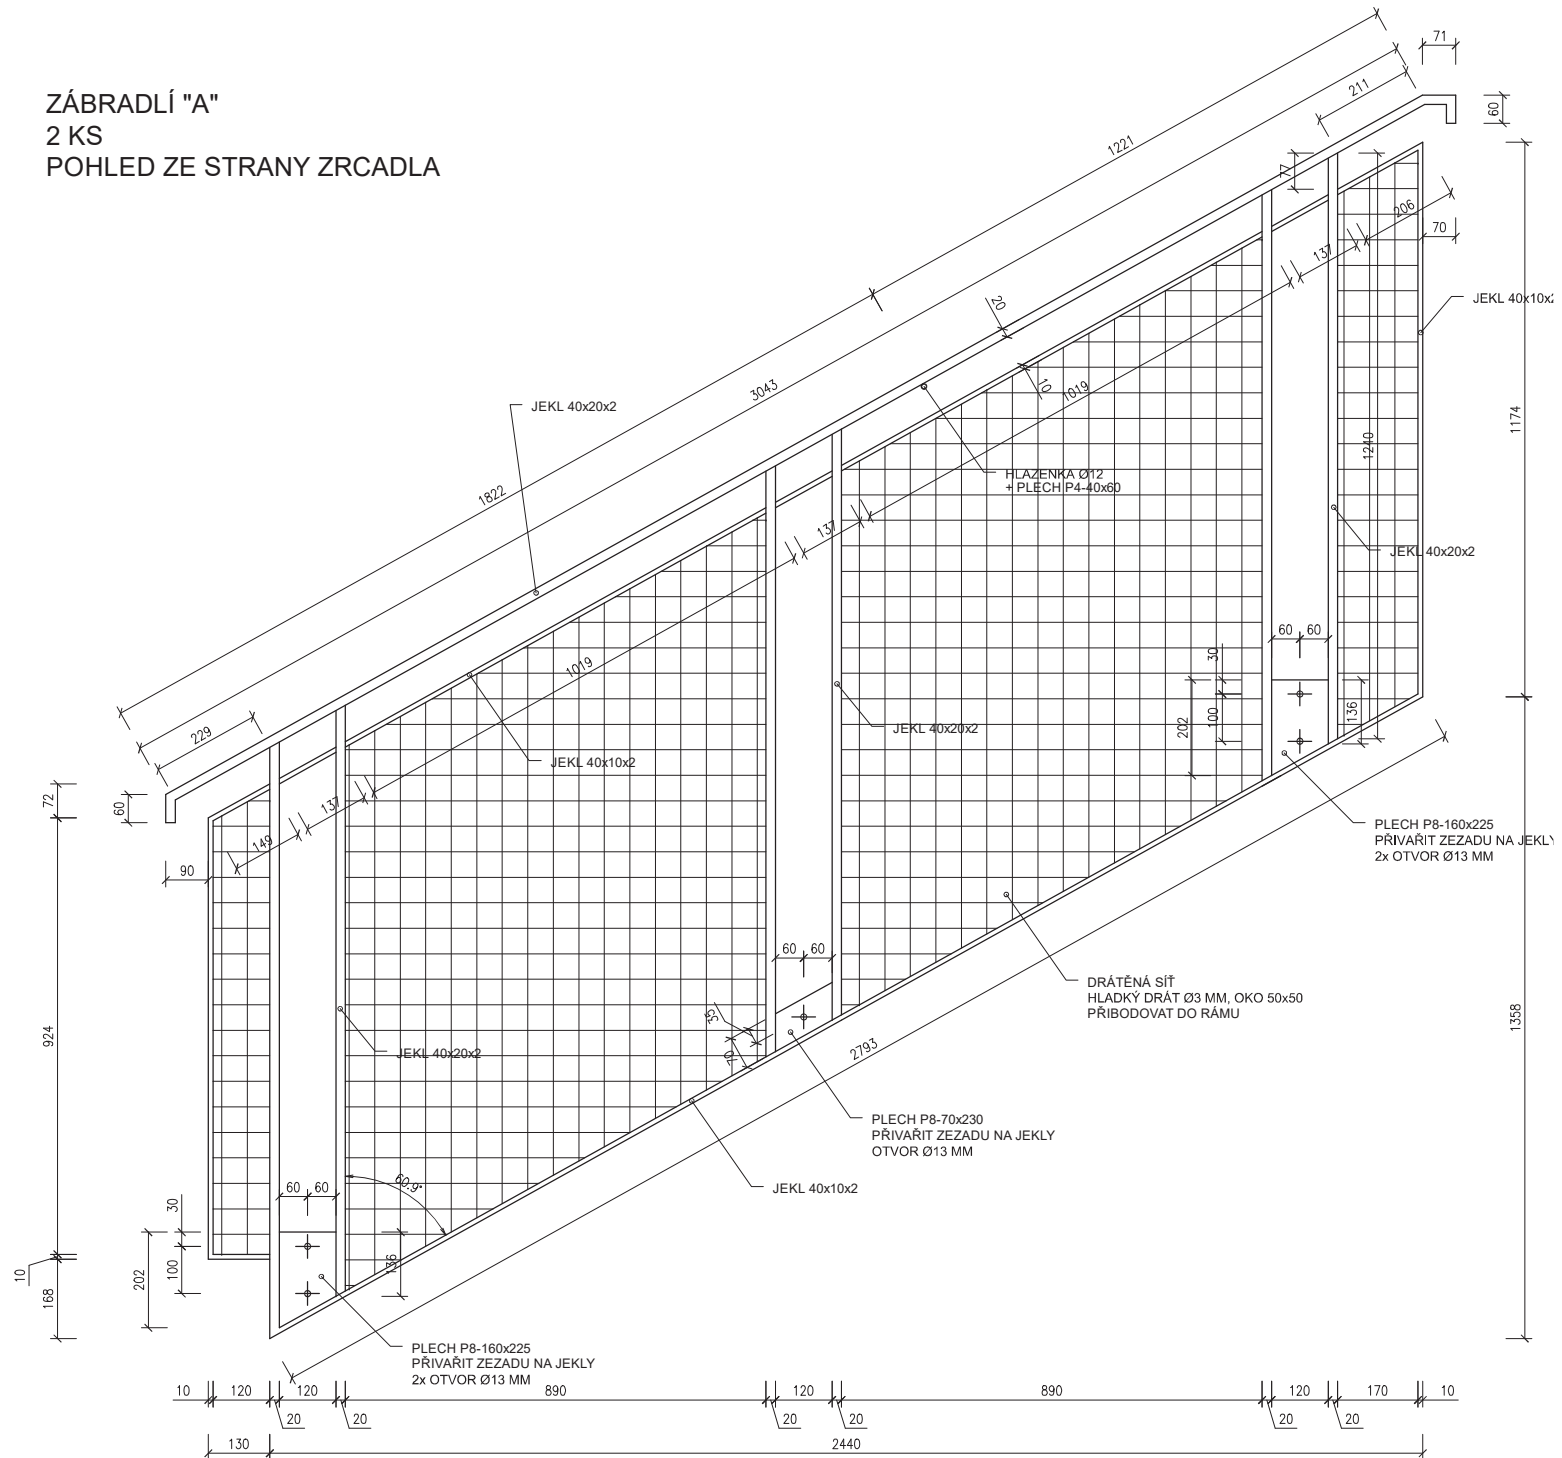 ZÁBRADLÍ "A"
2 KS
POHLED ZE STRANY ZRCADLA
71
60
211
1221
77
206
70
137
JEKL 40x10x2
20
3043
10
1019
JEKL 40x20x2
1174
1240
HLAZENKA Ø12
+ PLECH P4-40x60
1822
137
JEKL 40x20x2
60 60
30
1019
202
100
136
229
JEKL 40x20x2
JEKL 40x10x2
72
60
137
149
PLECH P8-160x225
PŘIVAŘIT ZEZADU NA JEKLY
2x OTVOR Ø13 MM
90
60 60
DRÁTĚNÁ SÍŤ
HLADKÝ DRÁT Ø3 MM, OKO 50x50
PŘIBODOVAT DO RÁMU
35
924
1358
JEKL 40x20x2
70
2793
PLECH P8-70x230
PŘIVAŘIT ZEZADU NA JEKLY
OTVOR Ø13 MM
60.9°
JEKL 40x10x2
60 60
30
136
10
100
202
168
PLECH P8-160x225
PŘIVAŘIT ZEZADU NA JEKLY
2x OTVOR Ø13 MM
10 120 120 890 120 890 120 170 10
20 20 20 20 20 20
130 2440